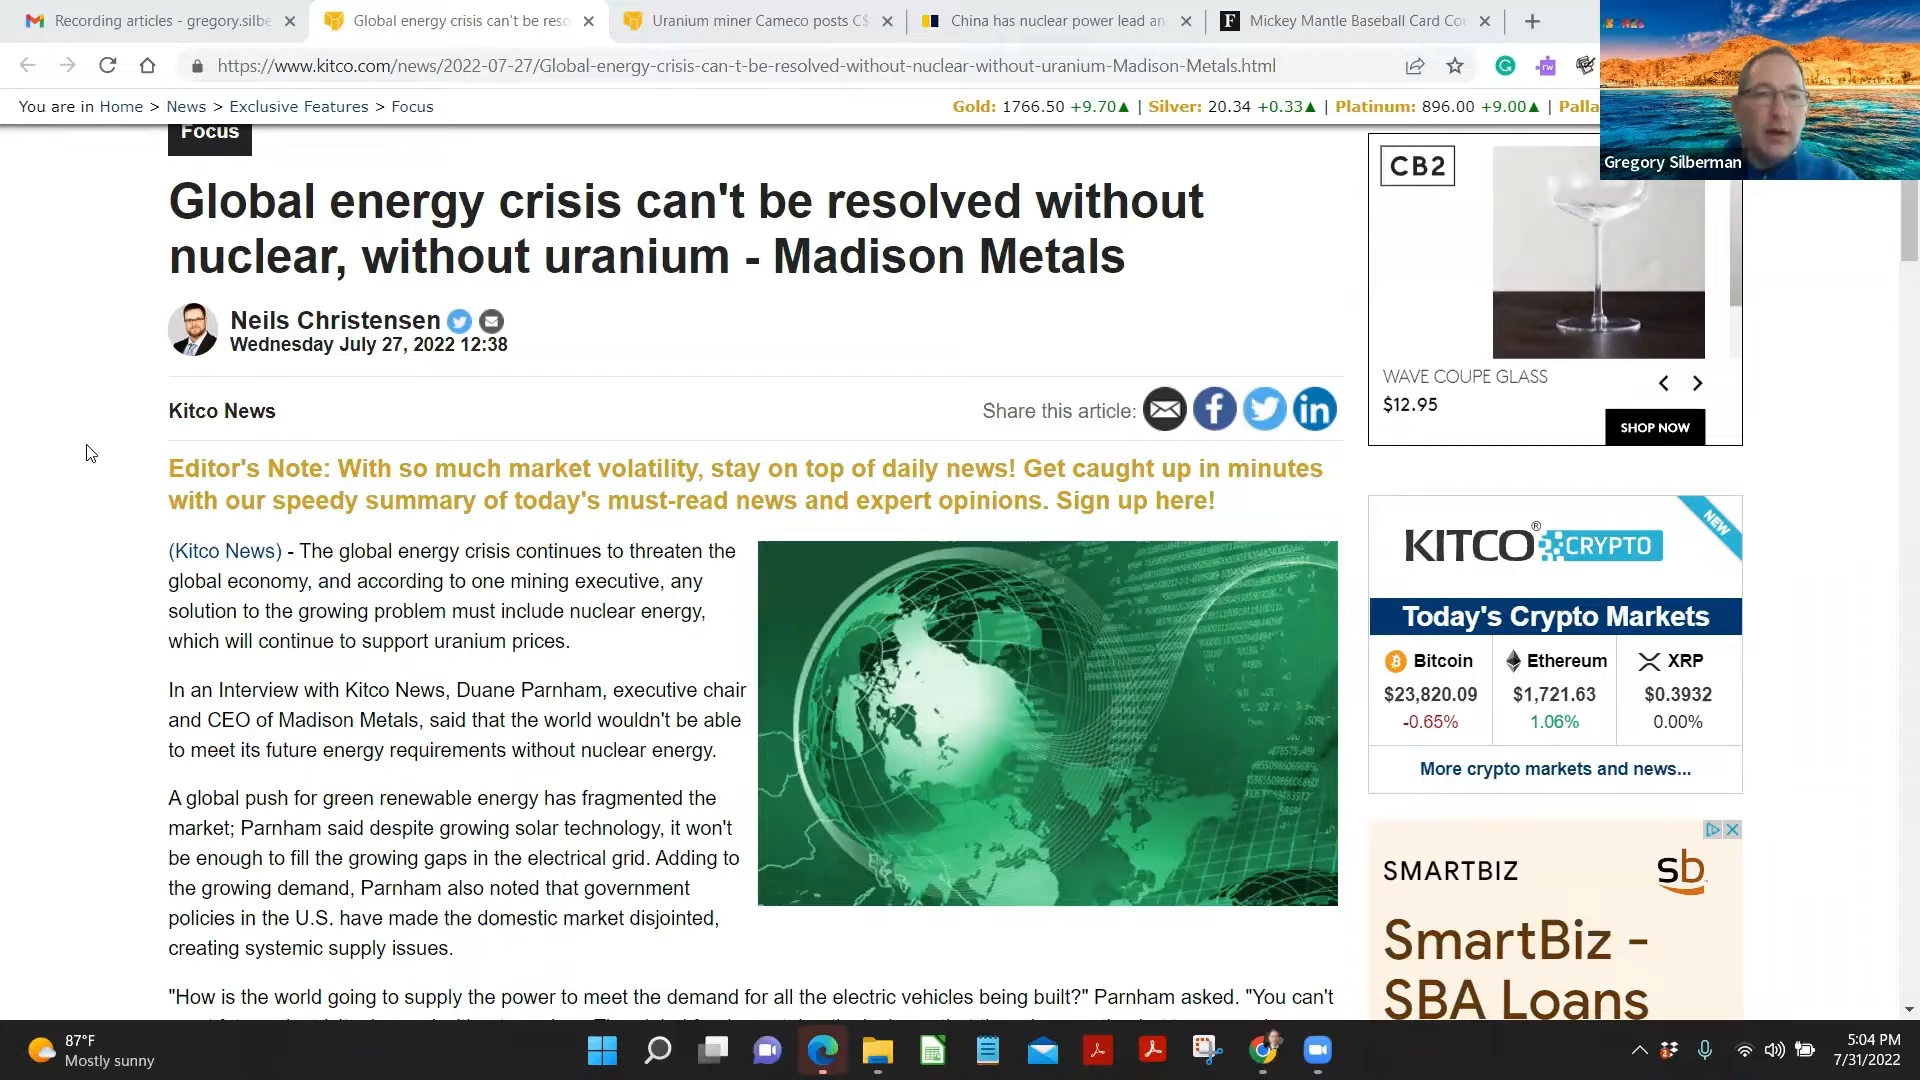 Recording articles - gregory.silbe
Global energy crisis can't be reso
Uranium miner Cameco posts C$
China has nuclear power lead an
Mickey Mantle Baseball Card Cou
https://www.kitco.com/news/2022-07-27/Global-energy-crisis-can-t-be-resolved-without-nuclear-without-uranium-Madison-Metals.html
You are in Home > News > Exclusive Features > Focus
Gold: 1766.50 +9.70▲ | Silver: 20.34 +0.33▲ | Platinum: 896.00 +9.00▲ | Palla
Gregory Silberman
Focus
Global energy crisis can't be resolved without
nuclear, without uranium - Madison Metals
Neils Christensen
Wednesday July 27, 2022 12:38
Kitco News
Share this article:
Editor's Note: With so much market volatility, stay on top of daily news! Get caught up in minutes
with our speedy summary of today's must-read news and expert opinions. Sign up here!
(Kitco News) - The global energy crisis continues to threaten the
global economy, and according to one mining executive, any
solution to the growing problem must include nuclear energy,
which will continue to support uranium prices.
In an Interview with Kitco News, Duane Parnham, executive chair
and CEO of Madison Metals, said that the world wouldn't be able
to meet its future energy requirements without nuclear energy.
A global push for green renewable energy has fragmented the
market; Parnham said despite growing solar technology, it won't
be enough to fill the growing gaps in the electrical grid. Adding to
the growing demand, Parnham also noted that government
policies in the U.S. have made the domestic market disjointed,
creating systemic supply issues.
"How is the world going to supply the power to meet the demand for all the electric vehicles being built?" Parnham asked. "You can't
CB2
WAVE COUPE GLASS
$12.95
SHOP NOW
NEW
KITCO® CRYPTO
Today's Crypto Markets
Bitcoin
$23,820.09
-0.65%
Ethereum
$1,721.63
1.06%
XRP
$0.3932
0.00%
More crypto markets and news...
SMARTBIZ
sb
SmartBiz -
SBA Loans
87°F
Mostly sunny
5:04 PM
7/31/2022